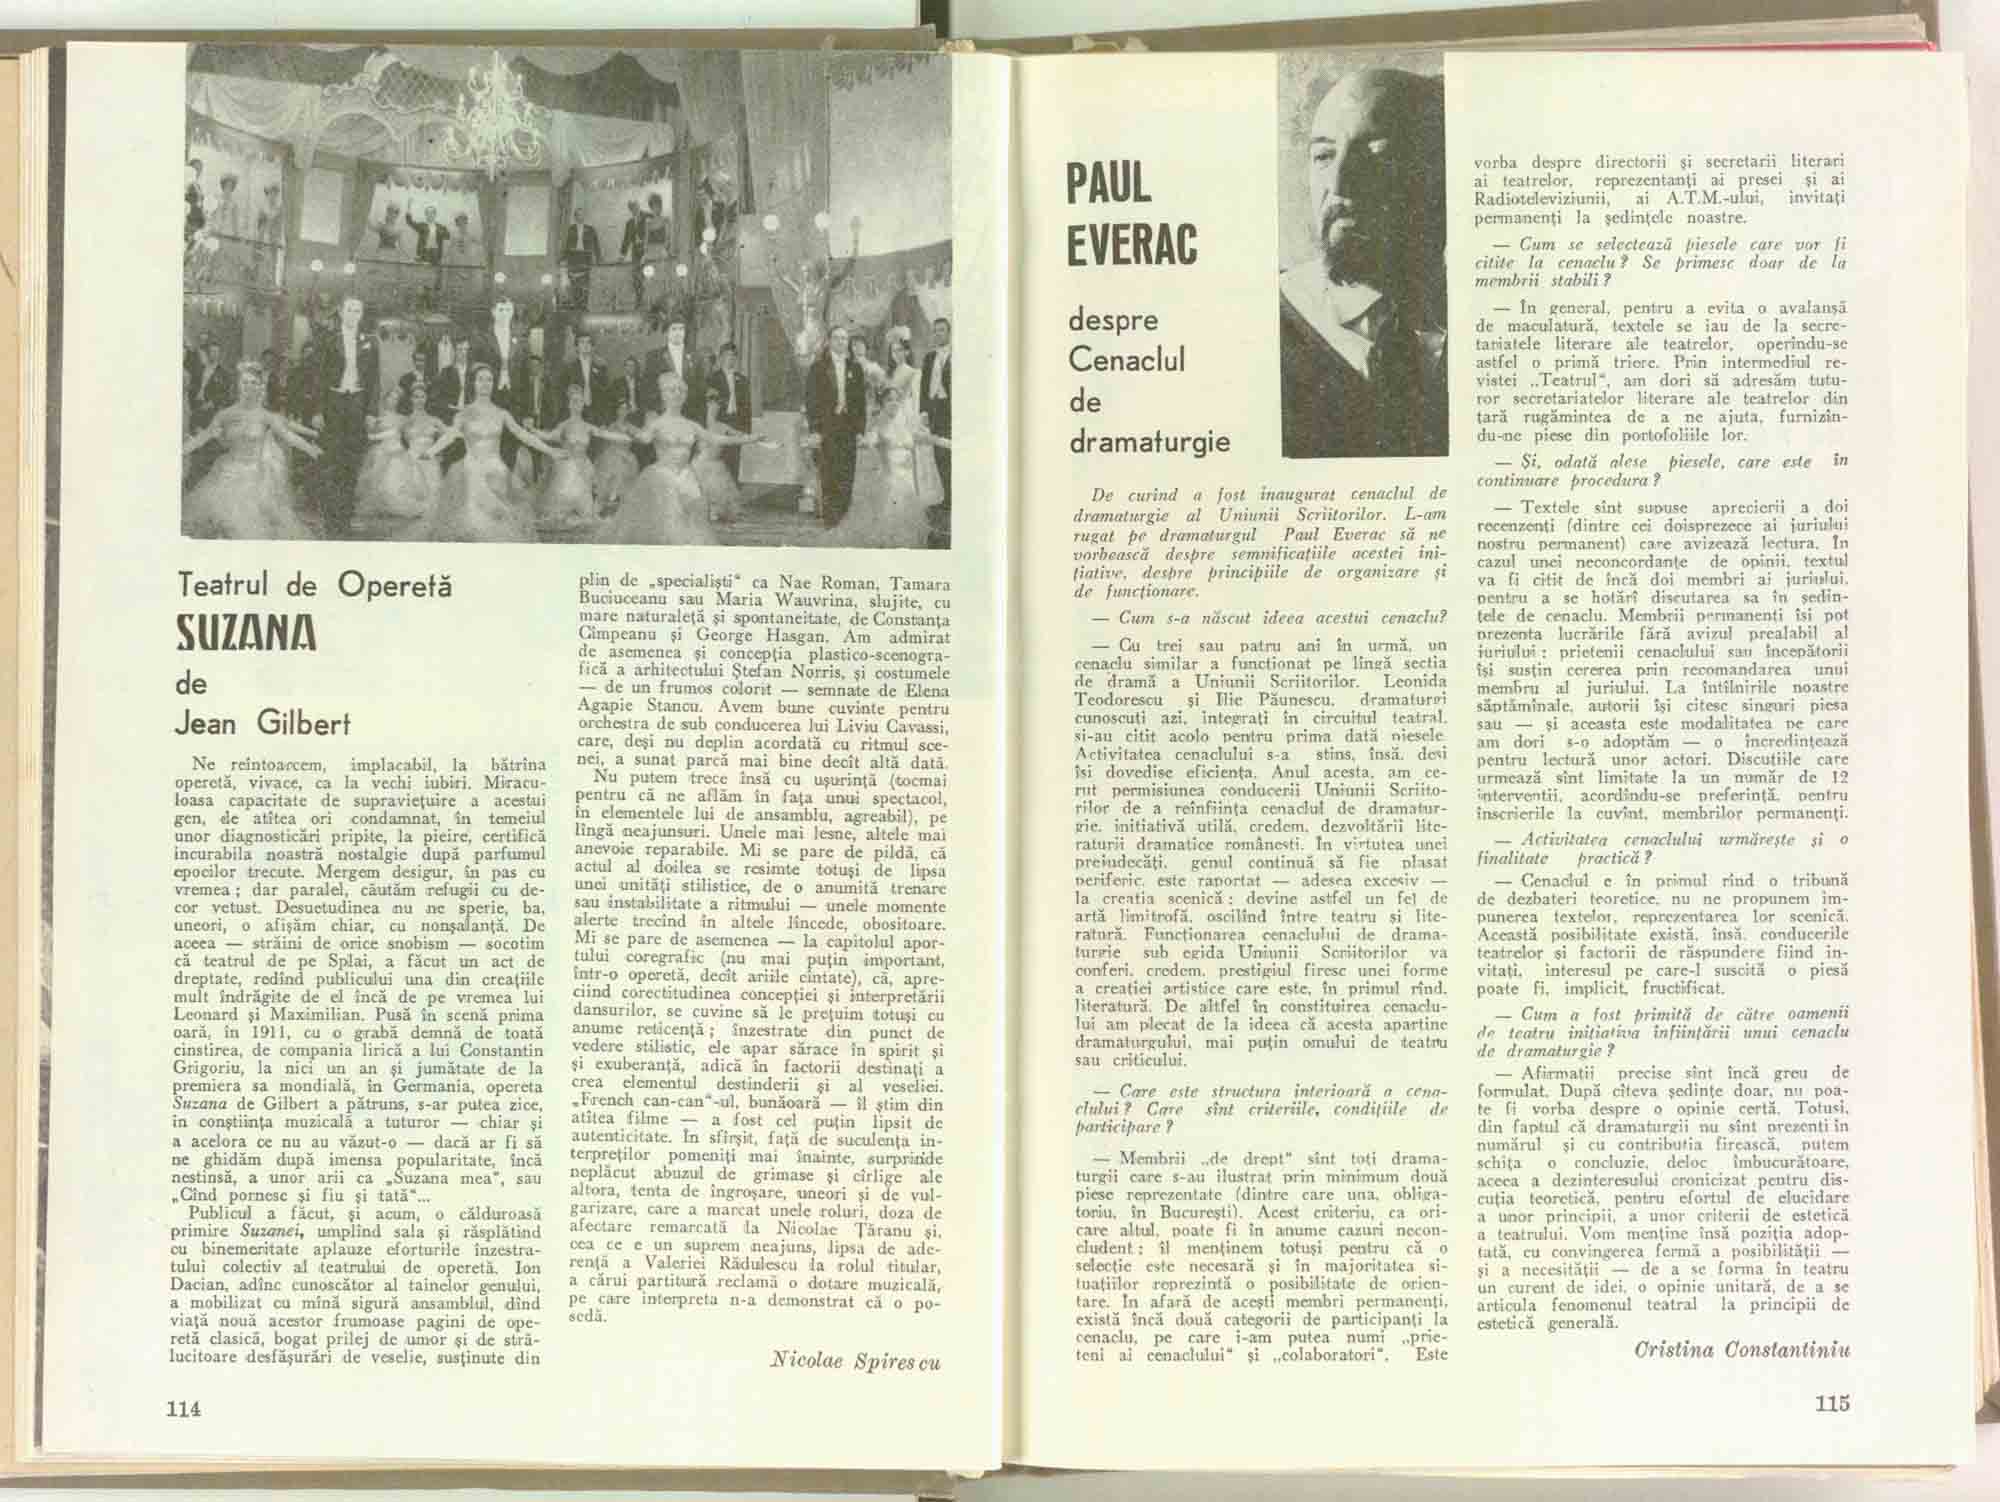 Teatrul de Operetă
SUZANA
de
Jean Gilbert
Ne reîntoarcem, implacabil, la bătrîna
operetă, vivace, ca la vechi iubiri. Miracu-
loasa capacitate de supraviețuire a acestui
gen, de atîtea ori condamnat, în temeiul
unor diagnosticări pripite, la pieire, certifică
incurabila noastră nostalgie după parfumul
epocilor trecute. Mergem desigur, în pas cu
vremea ; dar paralel, căutăm refugii cu de-
cor vetust. Desuetudinea nu ne sperie, ba,
uneori, o afișăm chiar, cu nonșalanță. De
aceea — străini de orice snobism — socotim
că teatrul de pe Splai, a făcut un act de
dreptate, redînd publicului una din creațiile
mult îndrăgite de el încă de pe vremea lui
Leonard și Maximilian. Pusă în scenă prima
oară, în 1911, cu o grabă demnă de toată
cinstirea, de compania lirică a lui Constantin
Grigoriu, la nici un an și jumătate de la
premiera sa mondială, în Germania, opereta
Suzana de Gilbert a pătruns, s-ar putea zice,
în conștiința muzicală a tuturor — chiar și
a acelora ce nu au văzut-o — dacă ar fi să
ne ghidăm după imensa popularitate, încă
nestinsă, a unor arii ca „Suzana mea“, sau
„Cînd pornesc și fiu și tată“...
Publicul a făcut, și acum, o călduroasă
primire Suzanei, umplînd sala și răsplătind
cu binemeritate aplauze eforturile înzestra-
tului colectiv al teatrului de operetă. Ion
Dacian, adînc cunoscător al tainelor genului,
a mobilizat cu mînă sigură ansamblul, dînd
viață nouă acestor frumoase pagini de ope-
retă clasică, bogat prilej de umor și de stră-
lucitoare desfășurări de veselie, susținute din
plin de „specialiști“ ca Nae Roman, Tamara
Buciuceanu sau Maria Wauvrina, slujite, cu
mare naturalețe și spontaneitate, de Constanța
Cîmpeanu și George Hasgan. Am admirat
de asemenea și concepția plastico-scenogra-
fică a arhitectului Ștefan Norris, și costumele
— de un frumos colorit — semnate de Elena
Agapie Stancu. Avem bune cuvinte pentru
orchestra de sub conducerea lui Liviu Cavassi,
care, deși nu deplin acordată cu ritmul sce-
nei, a sunat parcă mai bine decît altă dată.
Nu putem trece însă cu ușurință (tocmai
pentru că ne aflăm în fața unui spectacol,
în elementele lui de ansamblu, agreabil), pe
lîngă neajunsuri. Unele mai lesne, altele mai
anevoie reparabile. Mi se pare de pildă, că
actul al doilea se resimte totuși de lipsa
unei unități stilistice, de o anumită trenare
sau instabilitate a ritmului — unele momente
alerte trecînd în altele lîncede, obositoare.
Mi se pare de asemenea — la capitolul apor-
tului coregrafic (nu mai puțin important,
într-o operetă, decît ariile cîntate), că, apre-
ciind corectitudinea concepției și interpretării
dansurilor, se cuvine să le prețuim totuși cu
anume reticență ; înzestrate din punct de
vedere stilistic, ele apar sărace în spirit și
și exuberanță, adică în factorii destinați a
crea elementul destinderii și al veseliei.
„French can-can“-ul, bunăoară — îl știm din
atîtea filme — a fost cel puțin lipsit de
autenticitate. În sfîrșit, față de suculența in-
terpreților pomeniți mai înainte, surprinde
neplăcut abuzul de grimase și cîrlige ale
altora, tenta de îngroșare, uneori și de vul-
garizare, care a marcat unele roluri, doza de
afectare remarcată la Nicolae Țăranu și,
cea ce e un suprem neajuns, lipsa de ade-
rență a Valeriei Rădulescu la rolul titular,
a cărui partitură reclamă o dotare muzicală,
pe care interpreta n-a demonstrat că o po-
sedă.
Nicolae Spirescu
114
PAUL
EVERAC
despre
Cenaclul
de
dramaturgie
De curînd a fost inaugurat cenaclul de
dramaturgie al Uniunii Scriitorilor. L-am
rugat pe dramaturgul Paul Everac să ne
vorbească despre semnificațiile acestei ini-
țiative, despre principiile de organizare și
de funcționare.
— Cum s-a născut ideea acestui cenaclu?
— Cu trei sau patru ani în urmă, un
cenaclu similar a funcționat pe lîngă secția
de dramă a Uniunii Scriitorilor. Leonida
Teodorescu și Ilie Păunescu, dramaturgi
cunoscuți azi, integrați în circuitul teatral,
și-au citit acolo pentru prima dată piesele.
Activitatea cenaclului s-a stins, însă, deși
își dovedise eficiența. Anul acesta, am ce-
rut permisiunea conducerii Uniunii Scriito-
rilor de a reînființa cenaclul de dramatur-
gie, inițiativă utilă, credem, dezvoltării lite-
raturii dramatice românești. În virtutea unei
prejudecăți, genul continuă să fie plasat
periferic, este raportat — adesea excesiv —
la creația scenică ; devine astfel un fel de
artă limitrofă, oscilînd între teatru și lite-
ratură. Funcționarea cenaclului de drama-
turgie sub egida Uniunii Scriitorilor va
conferi, credem, prestigiul firesc unei forme
a creației artistice care este, în primul rînd,
literatură. De altfel în constituirea cenaclu-
lui am plecat de la ideea că acesta aparține
dramaturgului, mai puțin omului de teatru
sau criticului.
— Care este structura interioară a cena-
clului ? Care sînt criteriile, condițiile de
participare ?
— Membrii „de drept“ sînt toți drama-
turgii care s-au ilustrat prin minimum două
piese reprezentate (dintre care una, obliga-
toriu, în București). Acest criteriu, ca ori-
care altul, poate fi în anume cazuri necon-
cludent ; îl menținem totuși pentru că o
selecție este necesară și în majoritatea si-
tuațiilor reprezintă o posibilitate de orien-
tare. În afară de acești membri permanenți,
există încă două categorii de participanți la
cenaclu, pe care i-am putea numi „prie-
teni ai cenaclului“ și „colaboratori“. Este
vorba despre directorii și secretarii literari
ai teatrelor, reprezentanți ai presei și ai
Radioteleviziunii, ai A.T.M.-ului, invitați
permanenți la ședințele noastre.
— Cum se selectează piesele care vor fi
citite la cenaclu ? Se primesc doar de la
membrii stabili ?
— În general, pentru a evita o avalanșă
de maculatură, textele se iau de la secre-
tariatele literare ale teatrelor, operîndu-se
astfel o primă triere. Prin intermediul re-
vistei „Teatrul“, am dori să adresăm tutu-
ror secretariatelor literare ale teatrelor din
țară rugămintea de a ne ajuta, furnizîn-
du-ne piese din portofoliile lor.
— Și, odată alese piesele, care este în
continuare procedura ?
— Textele sînt supuse aprecierii a doi
recenzenți (dintre cei doisprezece ai juriului
nostru permanent) care avizează lectura. În
cazul unei neconcordanțe de opinii, textul
va fi citit de încă doi membri ai juriului,
pentru a se hotărî discutarea sa în ședin-
țele de cenaclu. Membrii permanenți își pot
prezenta lucrările fără avizul prealabil al
juriului ; prietenii cenaclului sau începătorii
își susțin cererea prin recomandarea unui
membru al juriului. La întîlnirile noastre
săptămînale, autorii își citesc singuri piesa
sau — și aceasta este modalitatea pe care
am dori s-o adoptăm — o încredințează
pentru lectură unor actori. Discuțiile care
urmează sînt limitate la un număr de 12
intervenții, acordîndu-se preferință, pentru
înscrierile la cuvînt, membrilor permanenți.
— Activitatea cenaclului urmărește și o
finalitate practică ?
— Cenaclul e în primul rînd o tribună
de dezbateri teoretice, nu ne propunem im-
punerea textelor, reprezentarea lor scenică.
Această posibilitate există, însă, conducerile
teatrelor și factorii de răspundere fiind in-
vitați, interesul pe care-l suscită o piesă
poate fi, implicit, fructificat.
— Cum a fost primită de către oamenii
de teatru inițiativa înființării unui cenaclu
de dramaturgie ?
— Afirmații precise sînt încă greu de
formulat. După cîteva ședințe doar, nu poa-
te fi vorba despre o opinie certă. Totuși,
din faptul că dramaturgii nu sînt prezenți în
numărul și cu contribuția firească, putem
schița o concluzie, deloc îmbucurătoare,
aceea a dezinteresului cronicizat pentru dis-
cuția teoretică, pentru efortul de elucidare
a unor principii, a unor criterii de estetică
a teatrului. Vom menține însă poziția adop-
tată, cu convingerea fermă a posibilității —
și a necesității — de a se forma în teatru
un curent de idei, o opinie unitară, de a se
articula fenomenul teatral la principii de
estetică generală.
Cristina Constantiniu
115